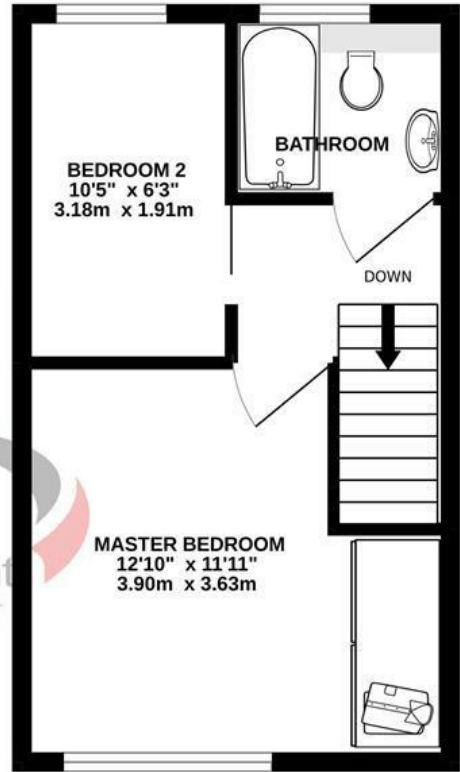 BEDROOM 2
10'5" x 6'3"
3.18m x 1.91m
BATHROOM
DOWN
MASTER BEDROOM
12'10" x 11'11"
3.90m x 3.63m